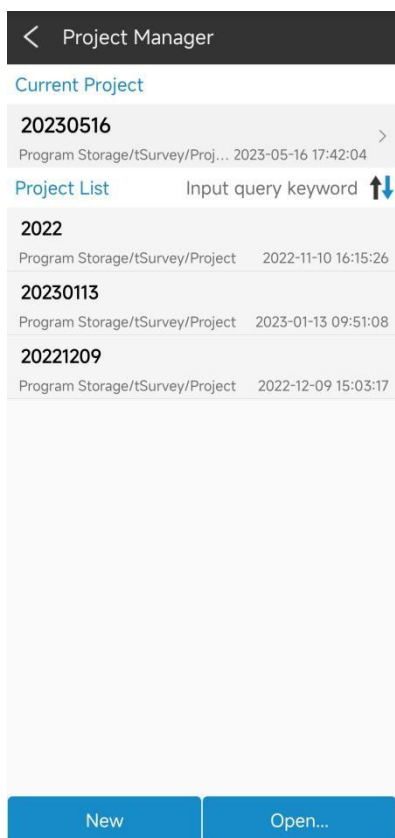 Project Manager
Current Project
20230516
Program Storage/tSurvey/Proj... 2023-05-16 17:42:04
Project List Input query keyword
2022
Program Storage/tSurvey/Project 2022-11-10 16:15:26
20230113
Program Storage/tSurvey/Project 2023-01-13 09:51:08
20221209
Program Storage/tSurvey/Project 2022-12-09 15:03:17
New Open...